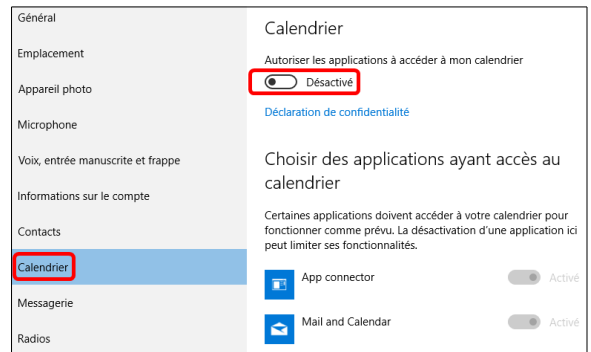 Général
Emplacement
Appareil photo
Microphone
Voix, entrée manuscrite et frappe
Informations sur le compte
Contacts
Calendrier
Messagerie
Radios
Calendrier
Autoriser les applications à accéder à mon calendrier
Désactivé
Déclaration de confidentialité
Choisir des applications ayant accès au
calendrier
Certaines applications doivent accéder à votre calendrier pour
fonctionner comme prévu. La désactivation d'une application ici
peut limiter ses fonctionnalités.
App connector
Activé
Mail and Calendar
Activé